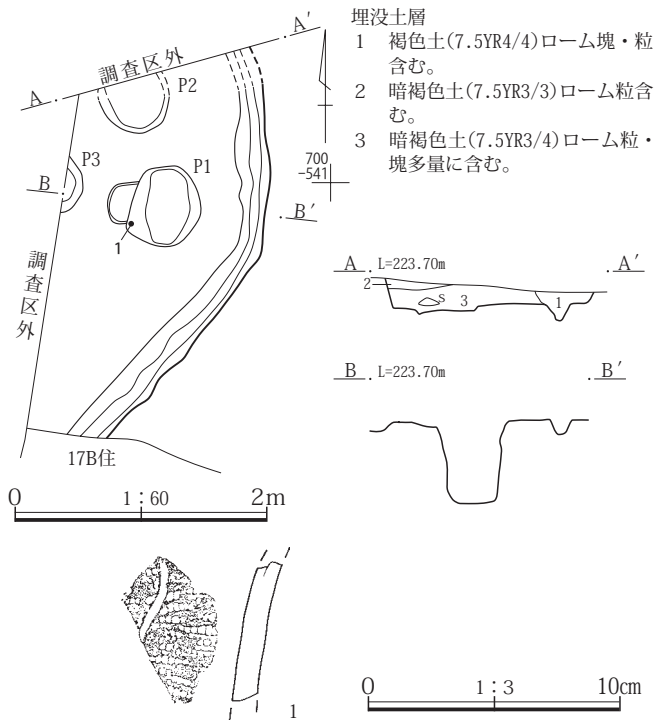 埋没土層
1 褐色土(7.5YR4/4)ローム塊・粒
含む。
2 暗褐色土(7.5YR3/3)ローム粒含
む。
3 暗褐色土(7.5YR3/4)ローム粒・
塊多量に含む。
A′
調査区外
A
P2
P3
P1
B
B′
1
700
-541
調査区外
17B住
0 1:60 2m
A L=223.70m A′
2
S 3 1
B L=223.70m B′
1
0 1:3 10cm